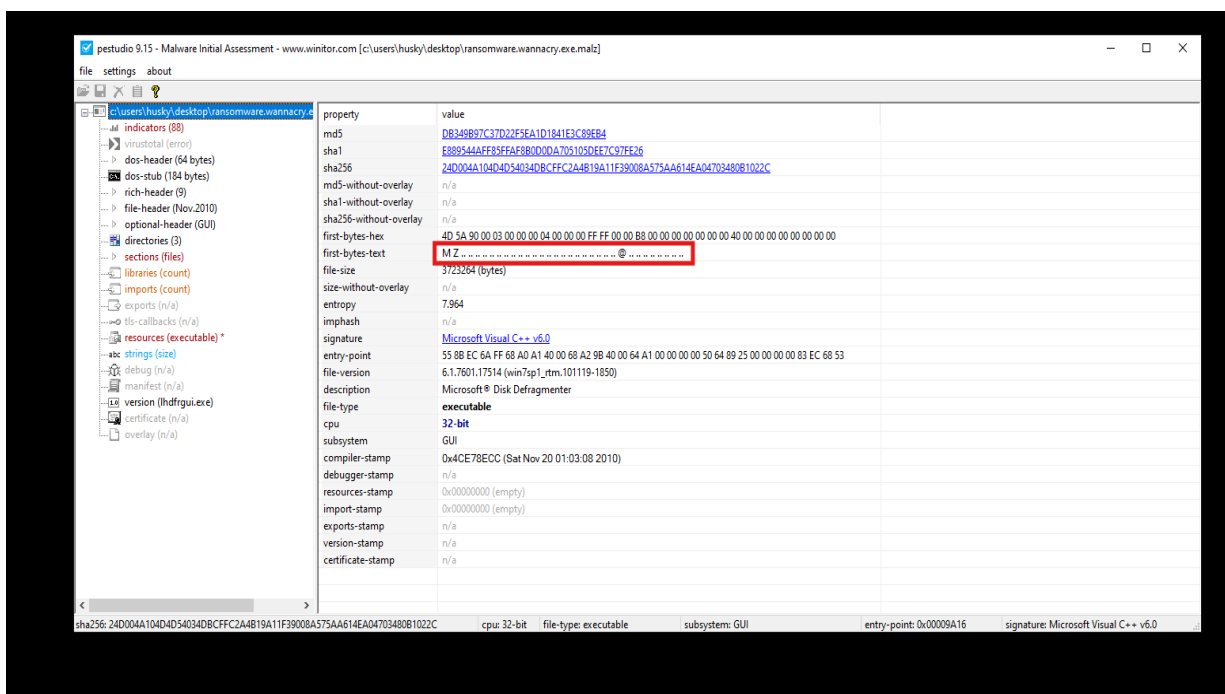 pestudio 9.15 - Malware Initial Assessment - www.winitor.com [c:\users\husky\desktop\ransomware.wannacry.exe.malz]
file settings about
c:\users\husky\desktop\ransomware.wannacry.e
indicators (88)
virustotal (error)
dos-header (64 bytes)
dos-stub (184 bytes)
rich-header (9)
file-header (Nov.2010)
optional-header (GUI)
directories (3)
sections (files)
libraries (count)
imports (count)
exports (n/a)
tls-callbacks (n/a)
resources (executable) *
abc strings (size)
debug (n/a)
manifest (n/a)
1.0 version (lhdfrgui.exe)
certificate (n/a)
overlay (n/a)
property value
md5 DB349B97C37D22F5EA1D1841E3C89EB4
sha1 E889544AFF85FFAF8B0D0DA705105DEE7C97FE26
sha256 24D004A104D4D54034DBCFFC2A4B19A11F39008A575AA614EA04703480B1022C
md5-without-overlay n/a
sha1-without-overlay n/a
sha256-without-overlay n/a
first-bytes-hex 4D 5A 90 00 03 00 00 00 04 00 00 00 FF FF 00 00 B8 00 00 00 00 00 00 00 40 00 00 00 00 00 00 00
first-bytes-text M Z .. .. .. .. .. .. .. .. .. .. .. .. .. .. .. .. .. .. .. .. .. .. @ .. .. .. .. .. .. ..
file-size 3723264 (bytes)
size-without-overlay n/a
entropy 7.964
imphash n/a
signature Microsoft Visual C++ v6.0
entry-point 55 8B EC 6A FF 68 A0 A1 40 00 68 A2 9B 40 00 64 A1 00 00 00 00 50 64 89 25 00 00 00 00 83 EC 68 53
file-version 6.1.7601.17514 (win7sp1_rtm.101119-1850)
description Microsoft® Disk Defragmenter
file-type executable
cpu 32-bit
subsystem GUI
compiler-stamp 0x4CE78ECC (Sat Nov 20 01:03:08 2010)
debugger-stamp n/a
resources-stamp 0x00000000 (empty)
import-stamp 0x00000000 (empty)
exports-stamp n/a
version-stamp n/a
certificate-stamp n/a
sha256: 24D004A104D4D54034DBCFFC2A4B19A11F39008A575AA614EA04703480B1022C cpu: 32-bit file-type: executable subsystem: GUI entry-point: 0x00009A16 signature: Microsoft Visual C++ v6.0